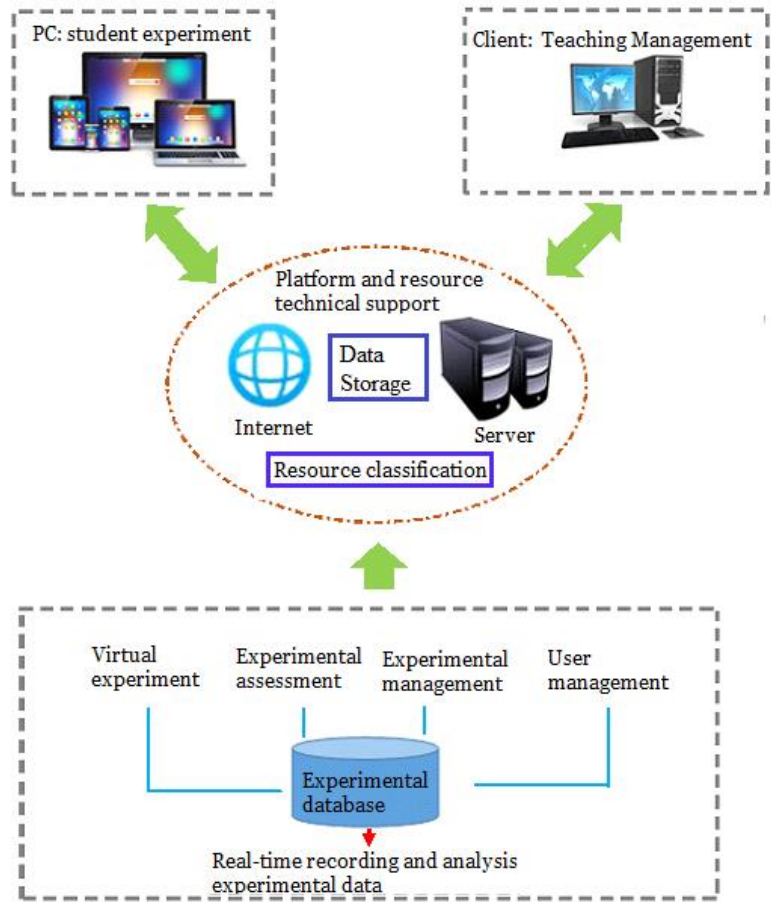 PC: student experiment
Client: Teaching Management
Platform and resource
technical support
Data
Storage
Internet
Server
Resource classification
Virtual
experiment
Experimental
assessment
Experimental
management
User
management
Experimental
database
Real-time recording and analysis
experimental data